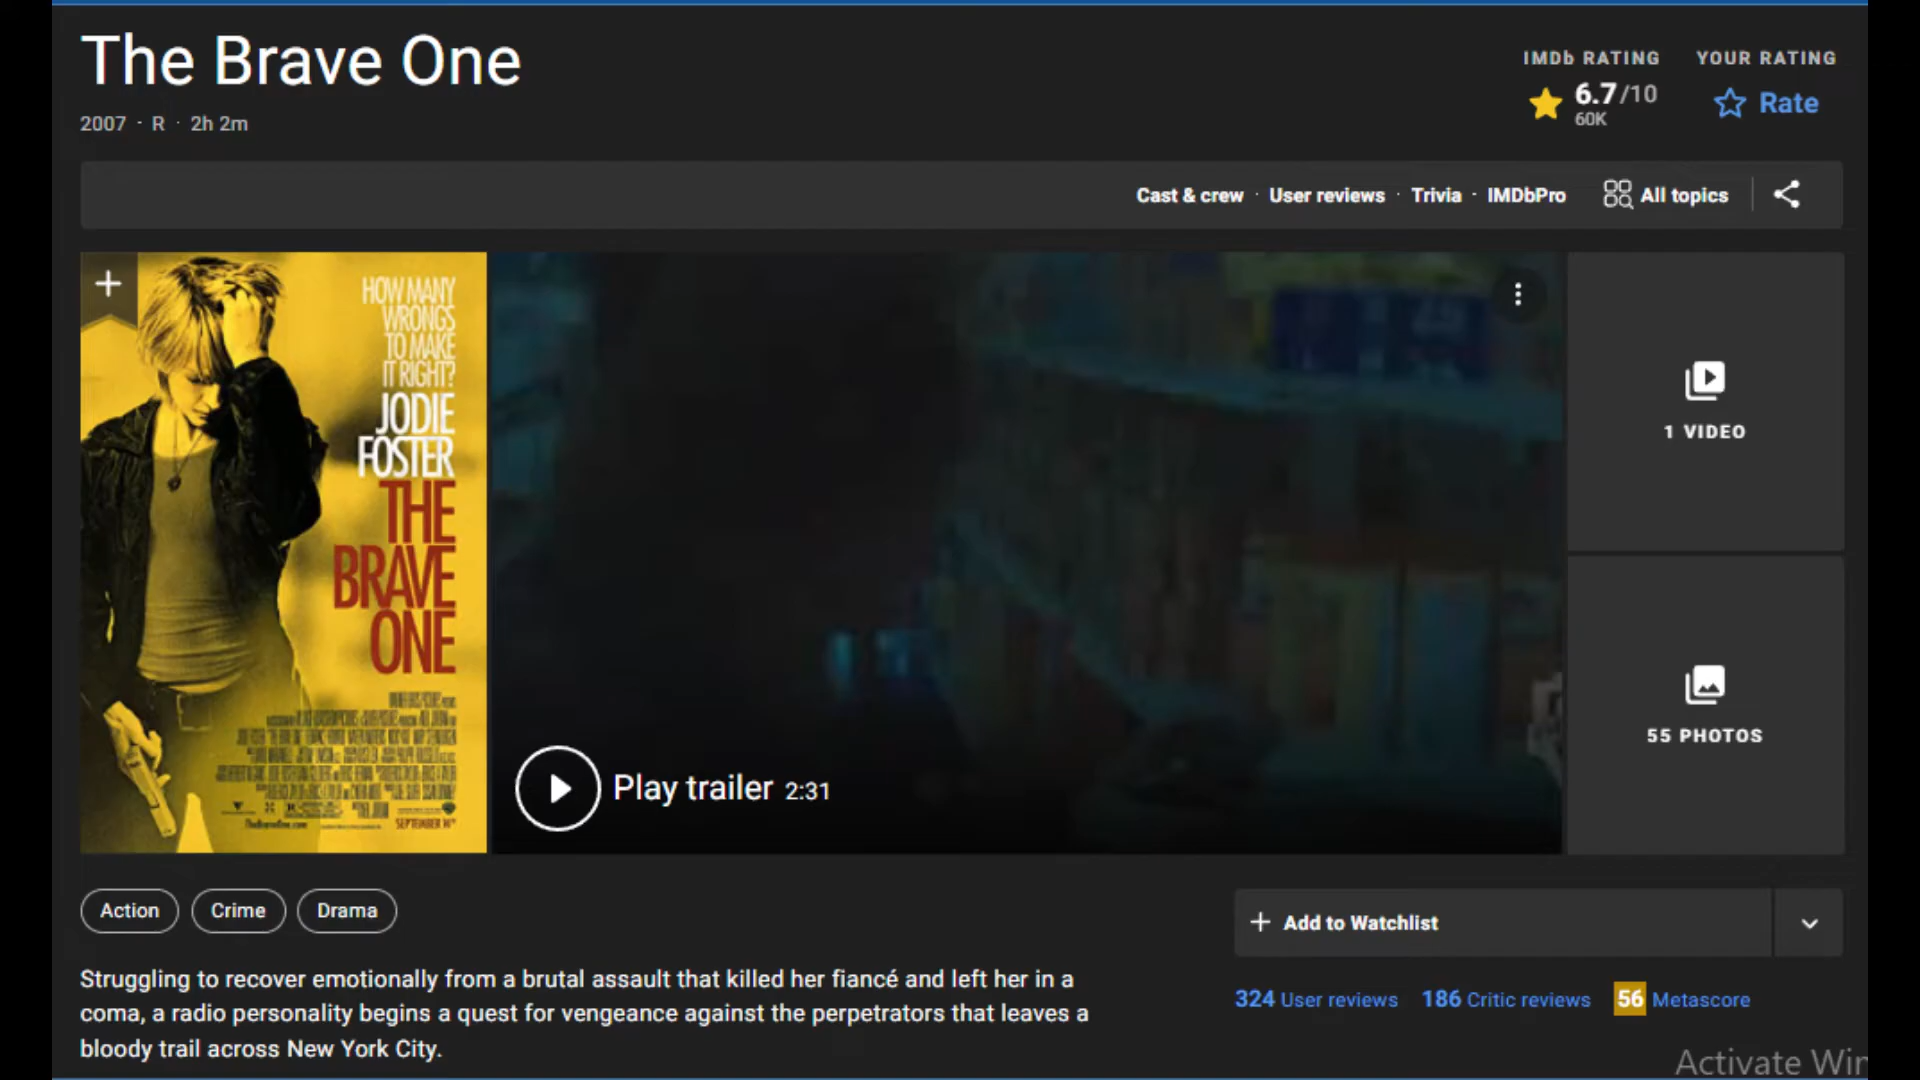 The Brave One
2007 · R · 2h 2m
IMDb RATING
6.7/10
60K
YOUR RATING
Rate
Cast & crew · User reviews · Trivia · IMDbPro
All topics
HOW MANY
WRONGS
TO MAKE
IT RIGHT?
JODIE
FOSTER
THE
BRAVE
ONE
SEPTEMBER 14TH
Play trailer 2:31
1 VIDEO
55 PHOTOS
Action
Crime
Drama
Struggling to recover emotionally from a brutal assault that killed her fiancé and left her in a
coma, a radio personality begins a quest for vengeance against the perpetrators that leaves a
bloody trail across New York City.
Add to Watchlist
324 User reviews
186 Critic reviews
56 Metascore
Activate Win